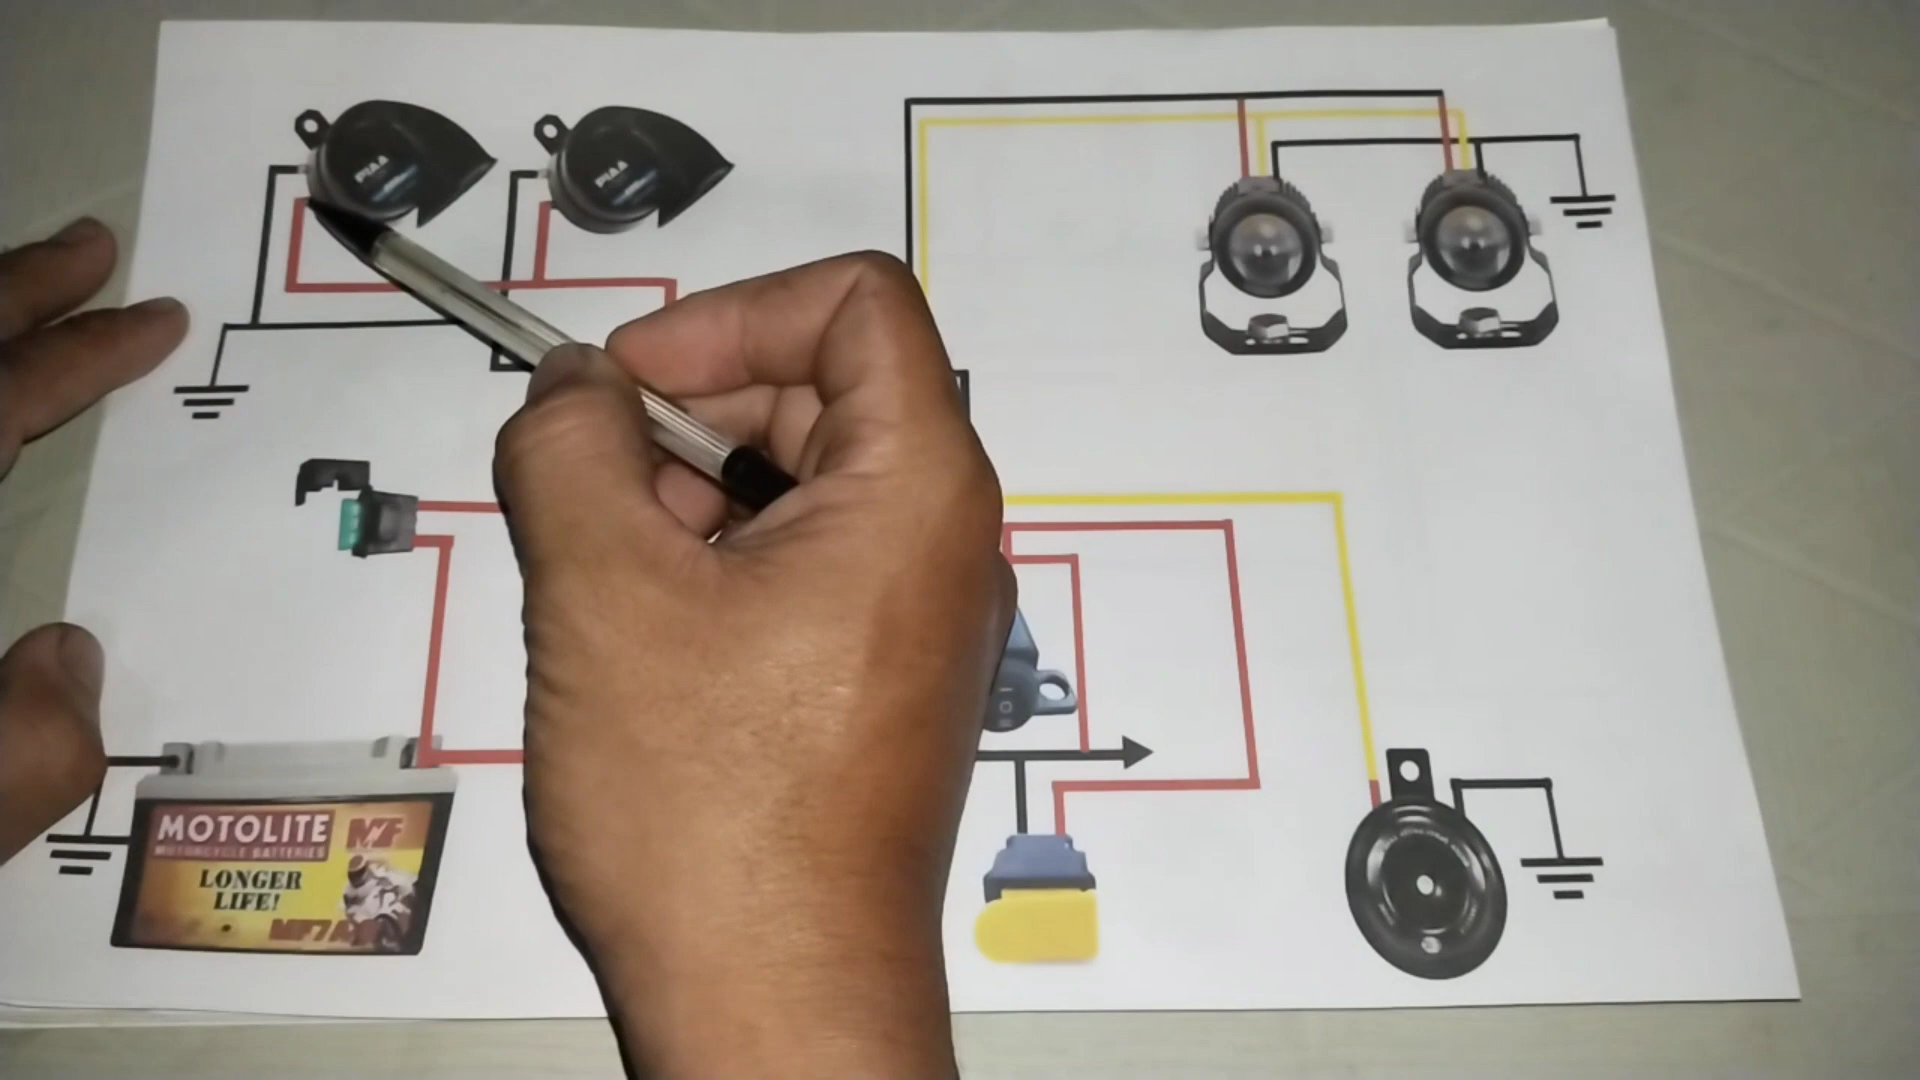 PIAA
PIAA
MOTOLITE MF
MOTORCYCLE BATTERIES
LONGER
LIFE!